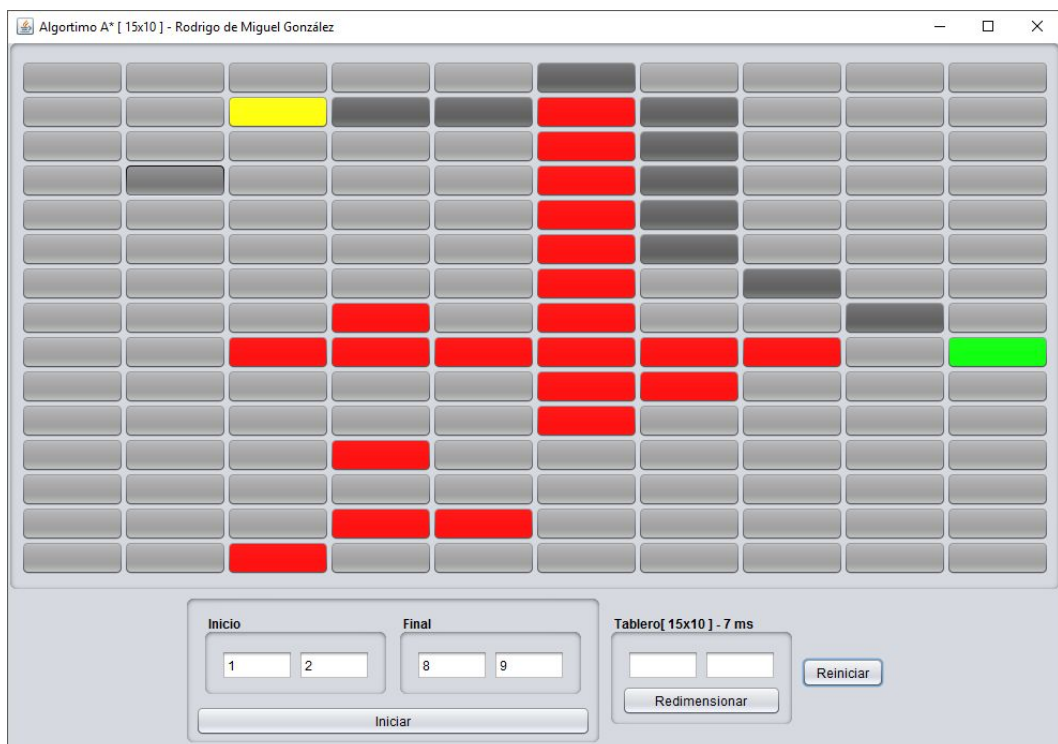 Algortimo A* [ 15x10 ] - Rodrigo de Miguel González
Inicio
1 2
Final
8 9
Iniciar
Tablero[ 15x10 ] - 7 ms
Redimensionar
Reiniciar